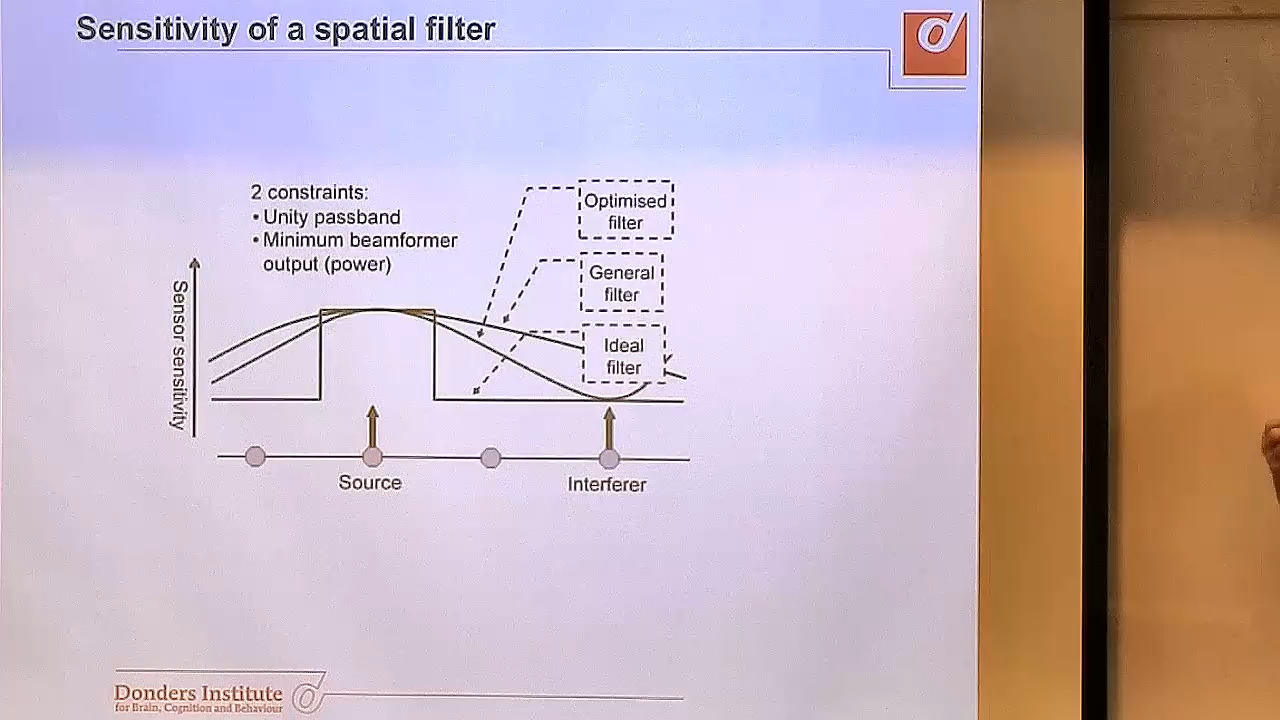 Sensitivity of a spatial filter
2 constraints:
• Unity passband
• Minimum beamformer
output (power)
Optimised
filter
General
filter
Ideal
filter
Sensor sensitivity
Source
Interferer
Donders Institute
for Brain, Cognition and Behaviour